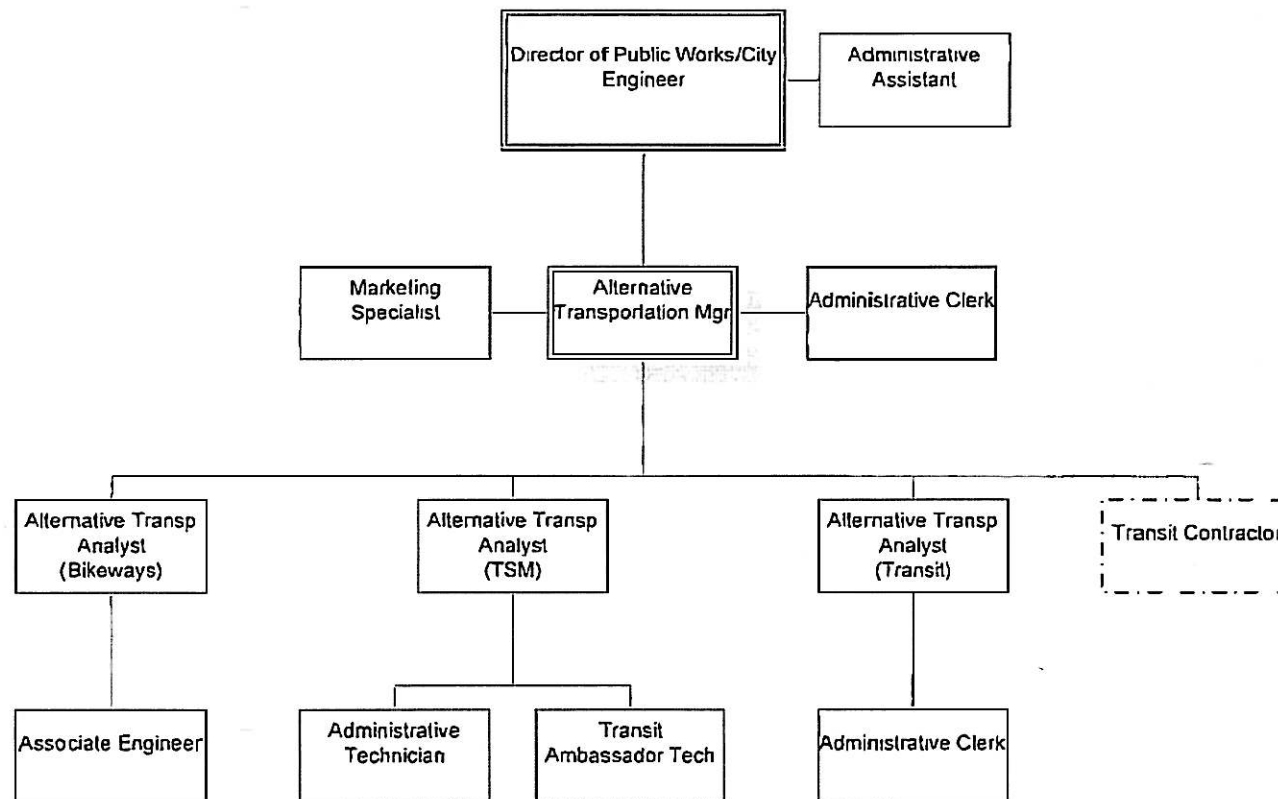 Director of Public Works/City
Engineer
Administrative
Assistant
Marketing
Specialist
Alternative
Transportation Mgr
Administrative Clerk
Alternative Transp
Analyst
(Bikeways)
Alternative Transp
Analyst
(TSM)
Alternative Transp
Analyst
(Transit)
Transit Contractor
Associate Engineer
Administrative
Technician
Transit
Ambassador Tech
Administrative Clerk